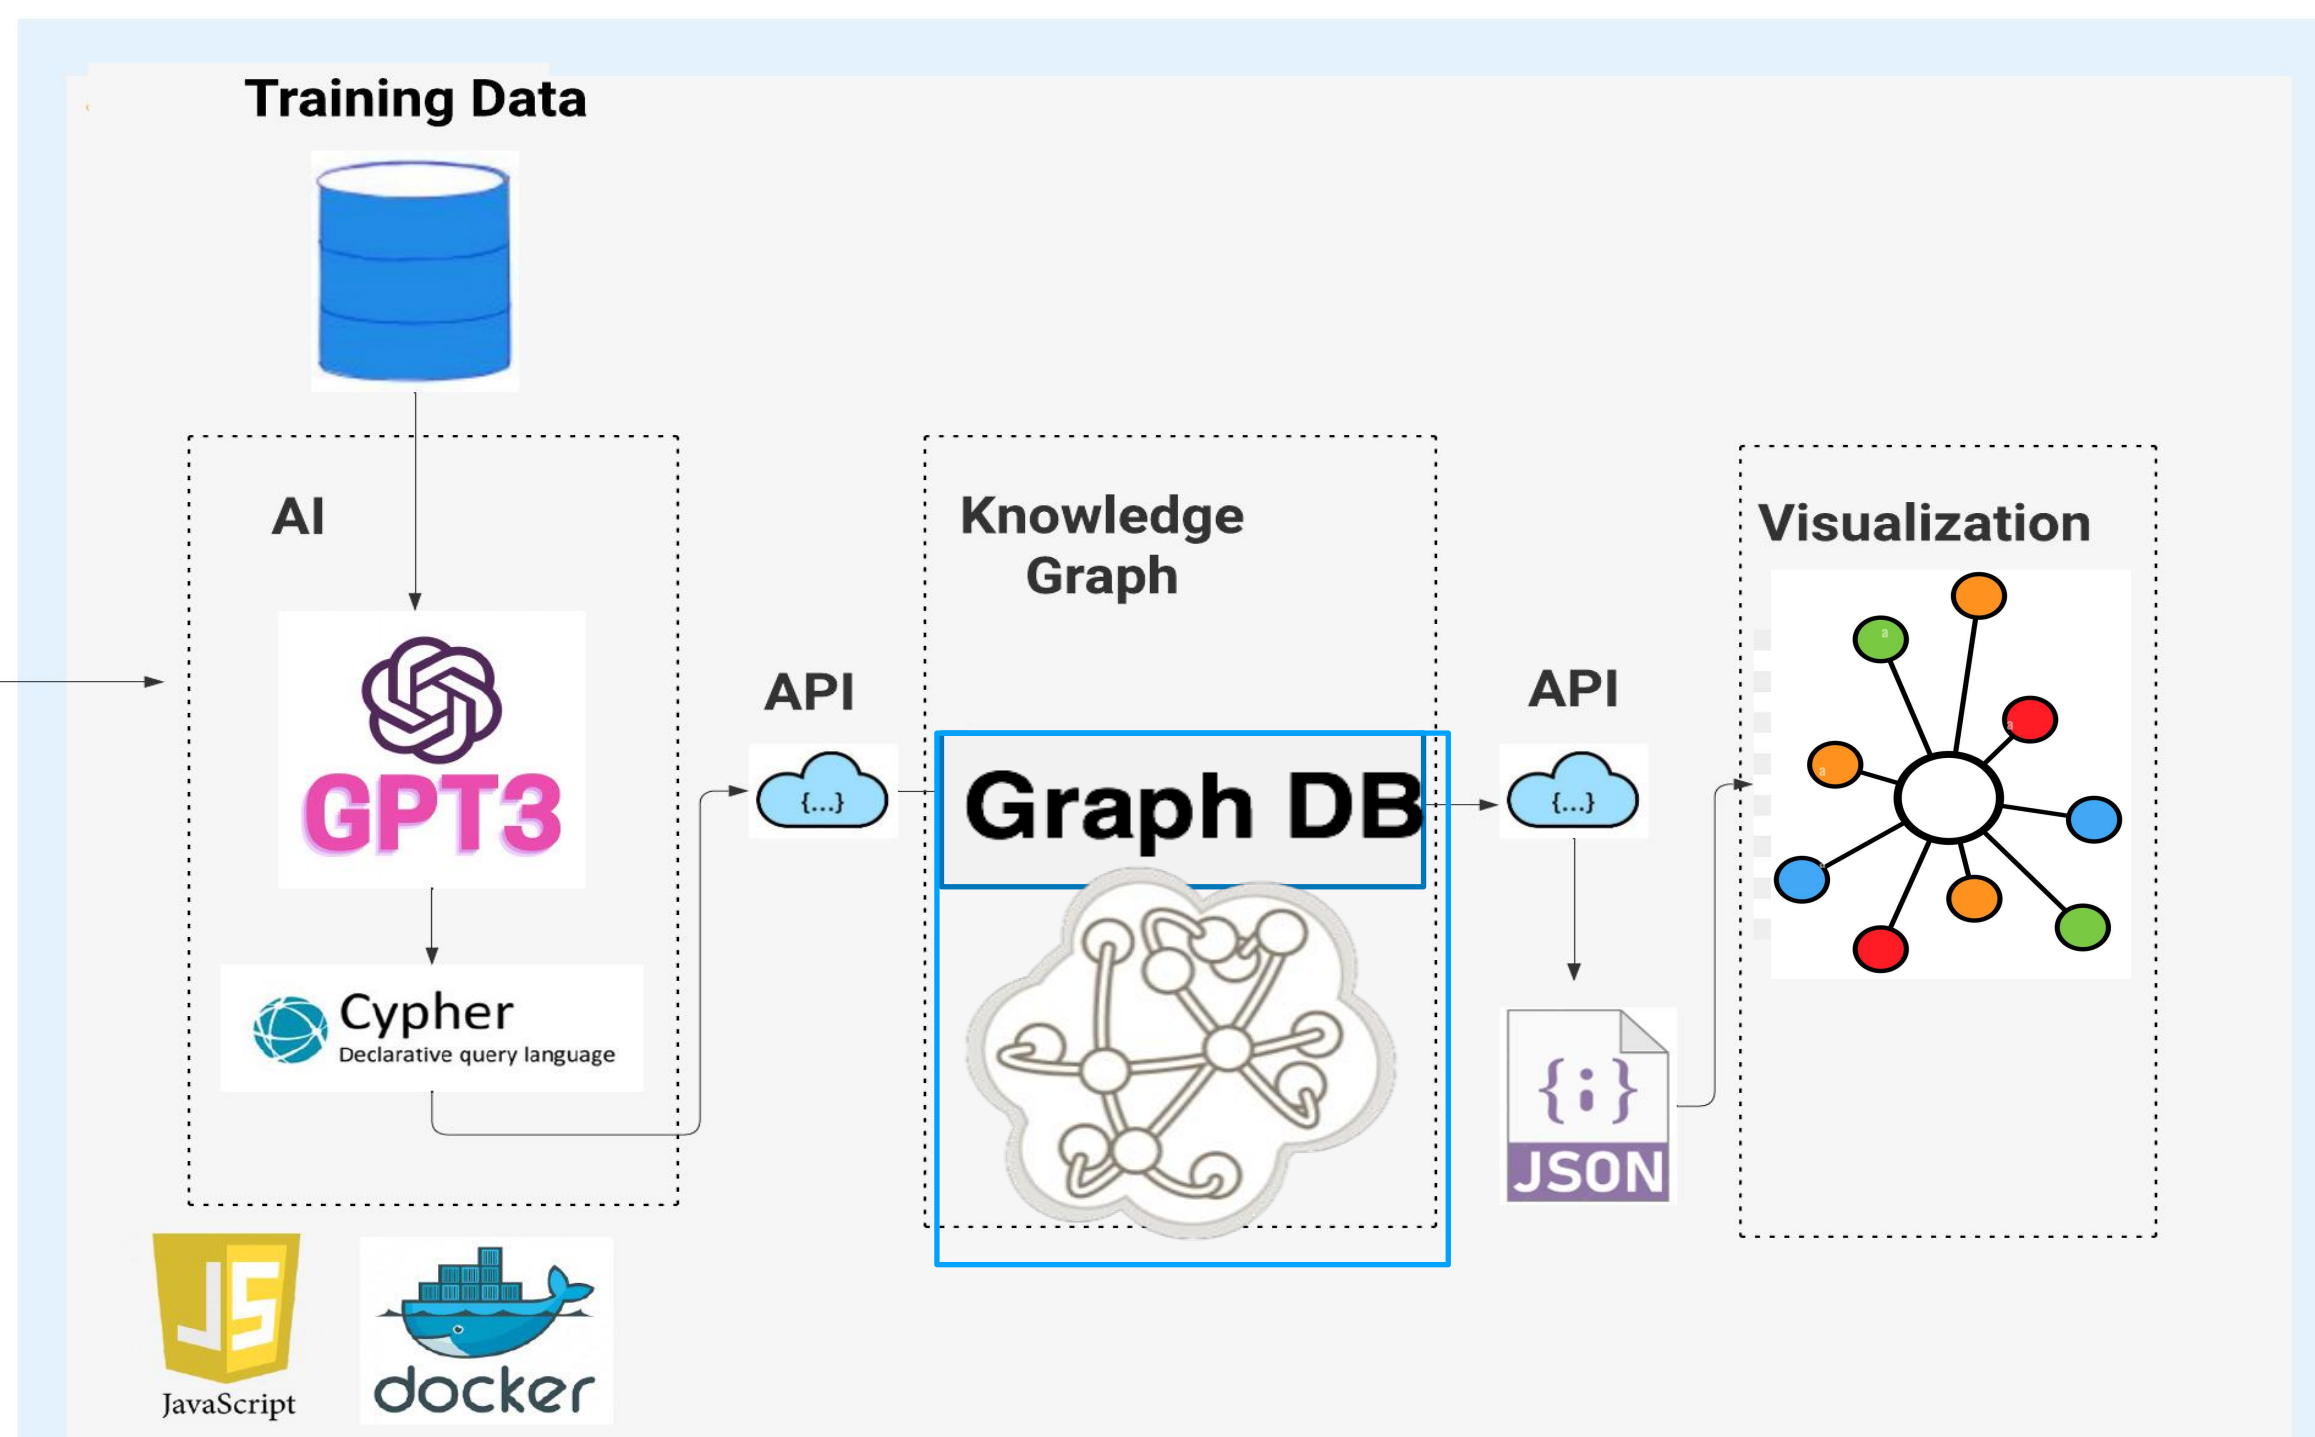 Training Data
AI
GPT3
Cypher
Declarative query language
JavaScript
docker
API
{...}
Knowledge
Graph
Graph DB
API
{...}
{;}
JSON
Visualization
a
a
a